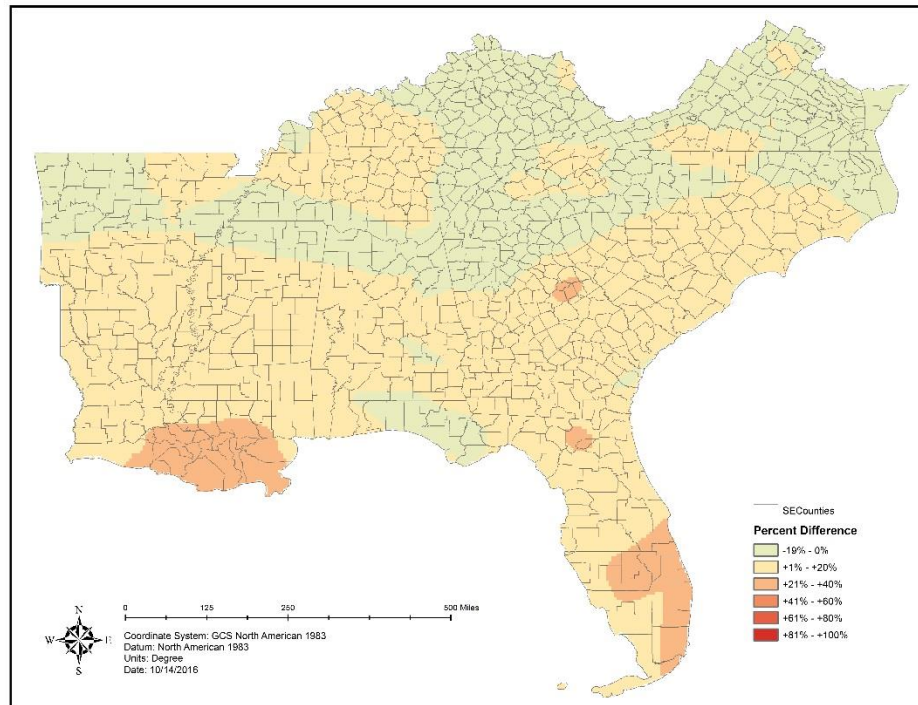 SECounties
Percent Difference
-19% - 0%
+1% - +20%
+21% - +40%
+41% - +60%
+61% - +80%
+81% - +100%
0 125 250 500 Miles
N
W E
S
Coordinate System: GCS North American 1983
Datum: North American 1983
Units: Degree
Date: 10/14/2016